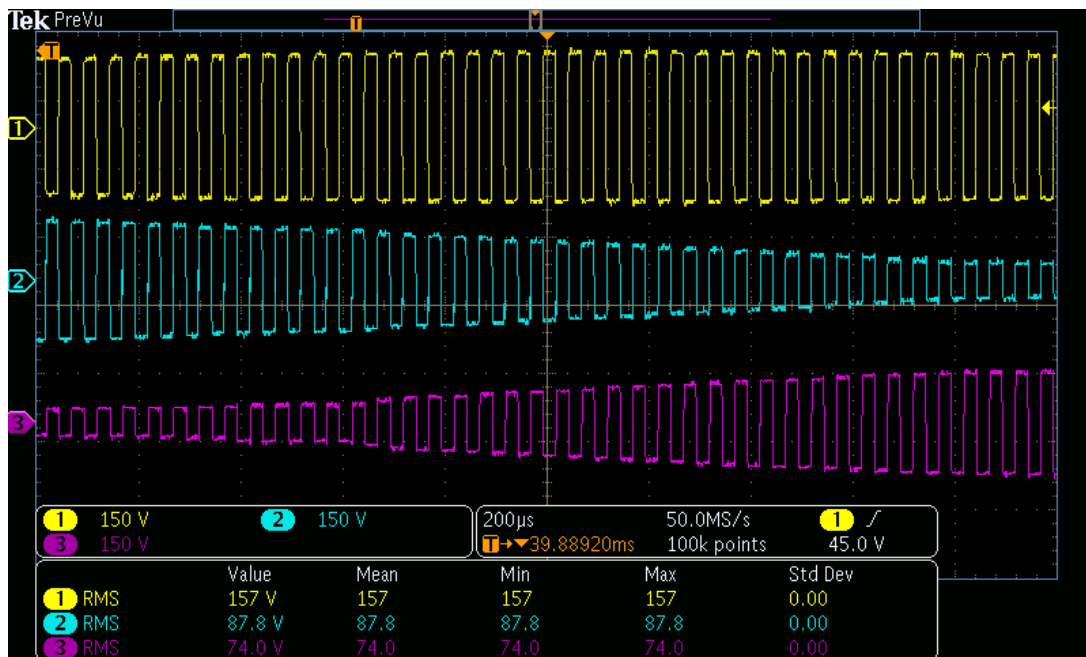 Tek PreVu
T
T
1
2
3
1 150 V 2 150 V
3 150 V
200µs 50.0MS/s 1
T 39.88920ms 100k points 45.0 V
Value Mean Min Max Std Dev
1 RMS 157 V 157 157 157 0.00
2 RMS 87.8 V 87.8 87.8 87.8 0.00
3 RMS 74.0 V 74.0 74.0 74.0 0.00